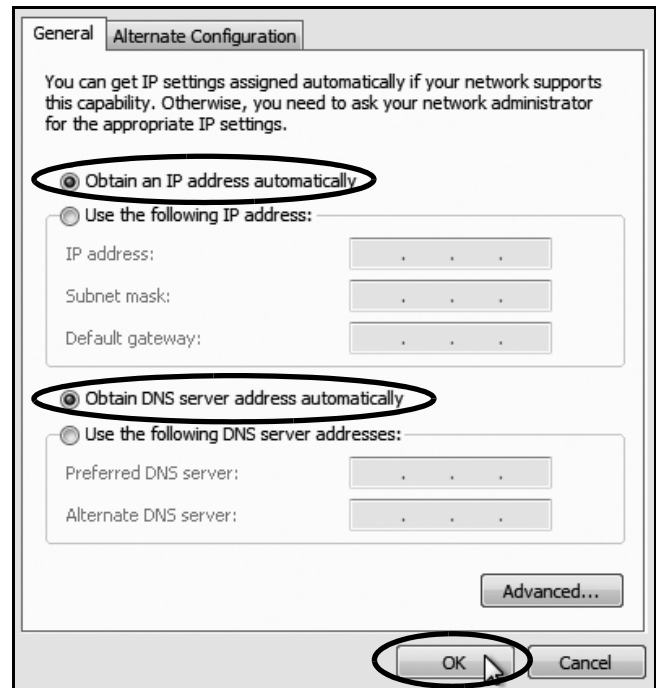 General
Alternate Configuration
You can get IP settings assigned automatically if your network supports
this capability. Otherwise, you need to ask your network administrator
for the appropriate IP settings.
Obtain an IP address automatically
Use the following IP address:
IP address:
Subnet mask:
Default gateway:
Obtain DNS server address automatically
Use the following DNS server addresses:
Preferred DNS server:
Alternate DNS server:
Advanced...
OK
Cancel